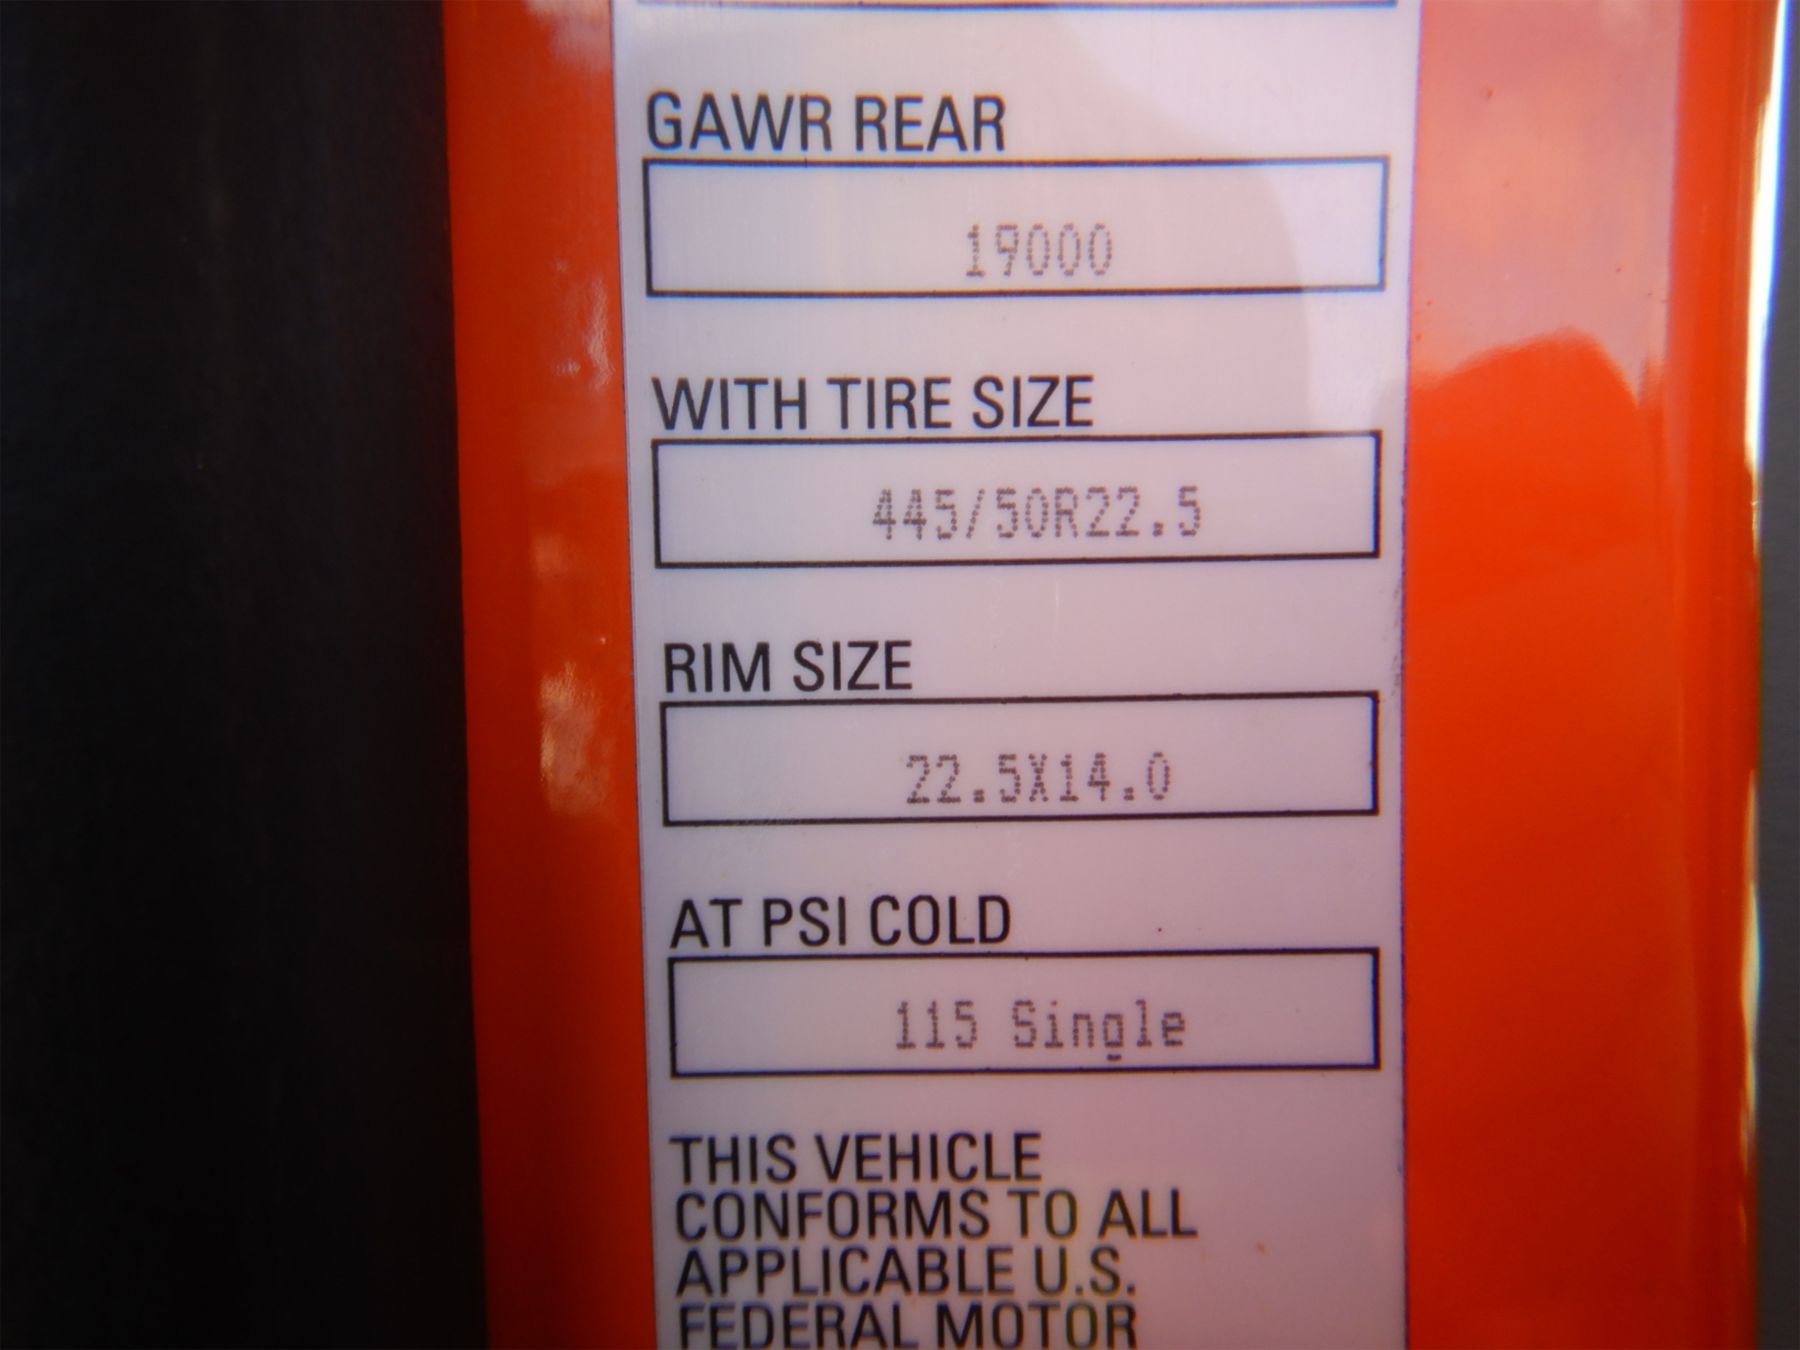 GAWR REAR
19000
WITH TIRE SIZE
445/50R22.5
RIM SIZE
22.5X14.0
AT PSI COLD
115 Single
THIS VEHICLE
CONFORMS TO ALL
APPLICABLE U.S.
FEDERAL MOTOR